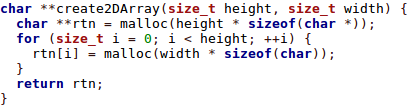 char **create2DArray(size_t height, size_t width) {
  char **rtn = malloc(height * sizeof(char *));
  for (size_t i = 0; i < height; ++i) {
    rtn[i] = malloc(width * sizeof(char));
  }
  return rtn;
}